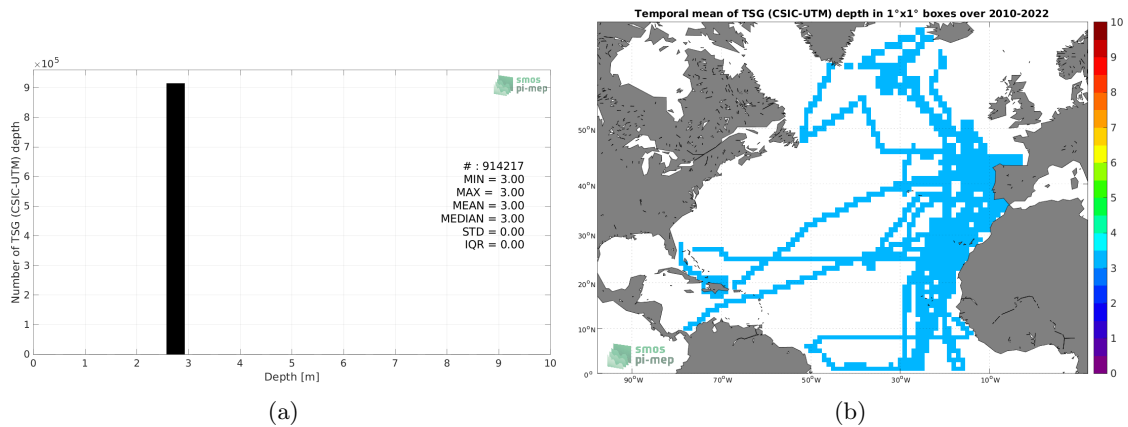 ×10⁵
9
8
7
6
5
4
3
2
1
0
Number of TSG (CSIC-UTM) depth
smos
pi-mep
# : 914217
MIN = 3.00
MAX = 3.00
MEAN = 3.00
MEDIAN = 3.00
STD = 0.00
IQR = 0.00
0 1 2 3 4 5 6 7 8 9 10
Depth [m]
(a)
Temporal mean of TSG (CSIC-UTM) depth in 1°x1° boxes over 2010-2022
50°N
40°N
30°N
20°N
10°N
0°
90°W 70°W 50°W 30°W 10°W
smos
pi-mep
10
9
8
7
6
5
4
3
2
1
0
(b)